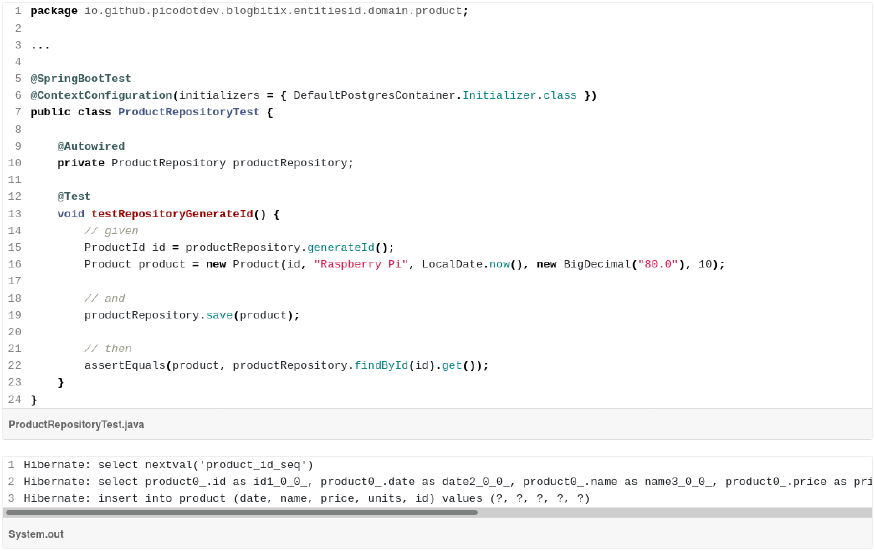 1 package io.github.picodotdev.blogbitix.entitiesid.domain.product;
2
3 ...
4
5 @SpringBootTest
6 @ContextConfiguration(initializers = { DefaultPostgresContainer.Initializer.class })
7 public class ProductRepositoryTest {
8
9     @Autowired
10     private ProductRepository productRepository;
11
12     @Test
13     void testRepositoryGenerateId() {
14         // given
15         ProductId id = productRepository.generateId();
16         Product product = new Product(id, "Raspberry Pi", LocalDate.now(), new BigDecimal("80.0"), 10);
17
18         // and
19         productRepository.save(product);
20
21         // then
22         assertEquals(product, productRepository.findById(id).get());
23     }
24 }
ProductRepositoryTest.java
1 Hibernate: select nextval('product_id_seq')
2 Hibernate: select product0_.id as id1_0_0_, product0_.date as date2_0_0_, product0_.name as name3_0_0_, product0_.price as pri
3 Hibernate: insert into product (date, name, price, units, id) values (?, ?, ?, ?, ?)
System.out